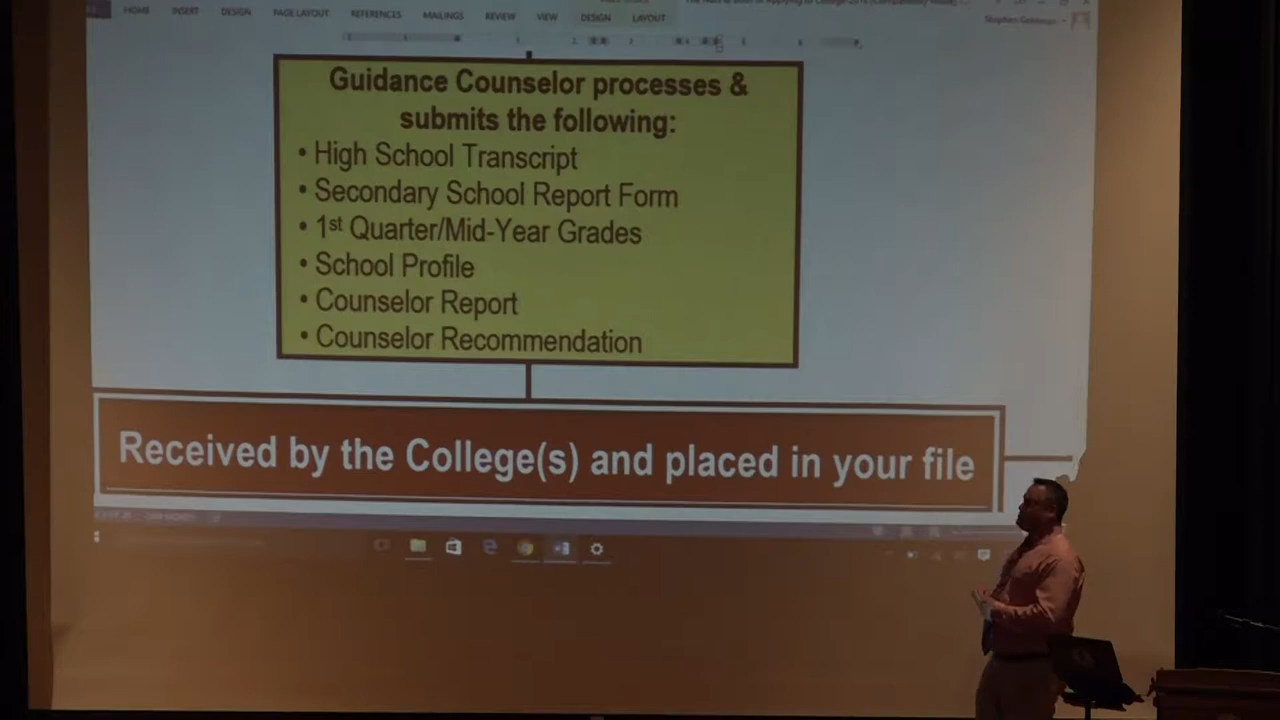 HOME INSERT DESIGN PAGE LAYOUT REFERENCES MAILINGS REVIEW VIEW DESIGN LAYOUT
Guidance Counselor processes &
submits the following:
• High School Transcript
• Secondary School Report Form
• 1st Quarter/Mid-Year Grades
• School Profile
• Counselor Report
• Counselor Recommendation
Received by the College(s) and placed in your file